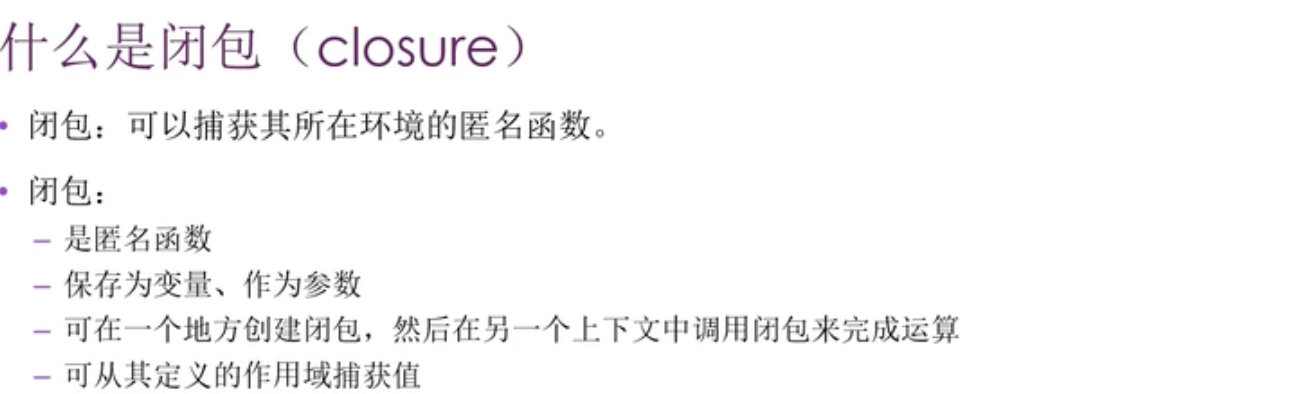 什么是闭包（closure）
• 闭包：可以捕获其所在环境的匿名函数。
• 闭包：
– 是匿名函数
– 保存为变量、作为参数
– 可在一个地方创建闭包，然后在另一个上下文中调用闭包来完成运算
– 可从其定义的作用域捕获值